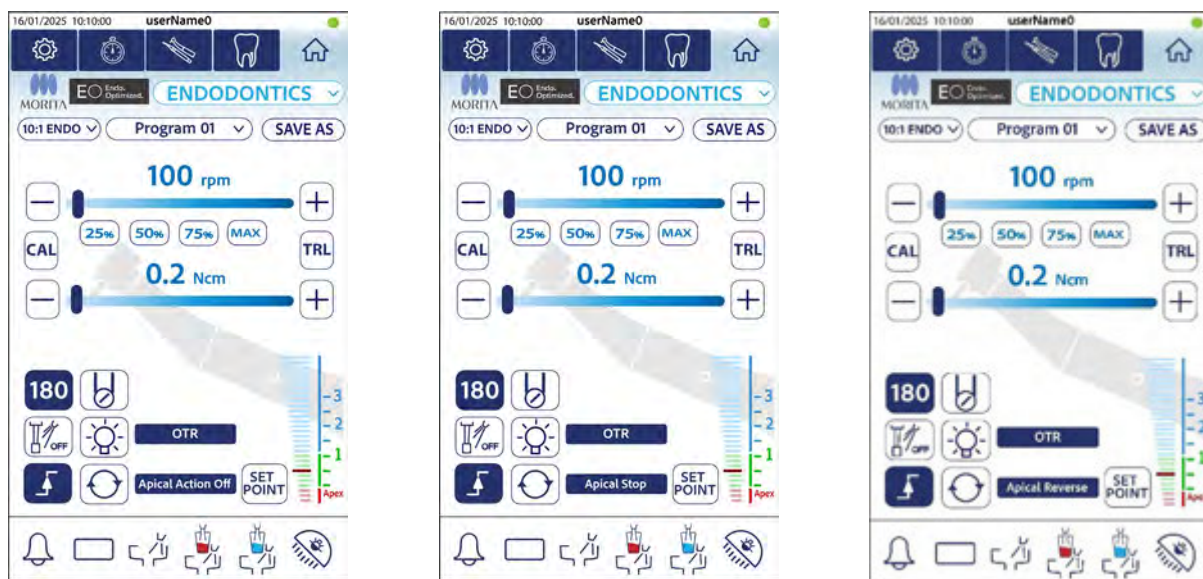 16/01/2025 10:10:00 userName0
MORITA EO Endo. Optimized. ENDODONTICS
10:1 ENDO Program 01 SAVE AS
100 rpm
25% 50% 75% MAX
CAL TRL
0.2 Ncm
180
3
2
OFF OTR
1
Apical Action Off SET POINT
Apex
16/01/2025 10:10:00 userName0
MORITA EO Endo. Optimized. ENDODONTICS
10:1 ENDO Program 01 SAVE AS
100 rpm
25% 50% 75% MAX
CAL TRL
0.2 Ncm
180
3
2
OFF OTR
1
Apical Stop SET POINT
Apex
16/01/2025 10:10:00 userName0
MORITA EO Endo. Optimized. ENDODONTICS
10:1 ENDO Program 01 SAVE AS
100 rpm
25% 50% 75% MAX
CAL TRL
0.2 Ncm
180
3
2
OFF OTR
1
Apical Reverse SET POINT
Apex